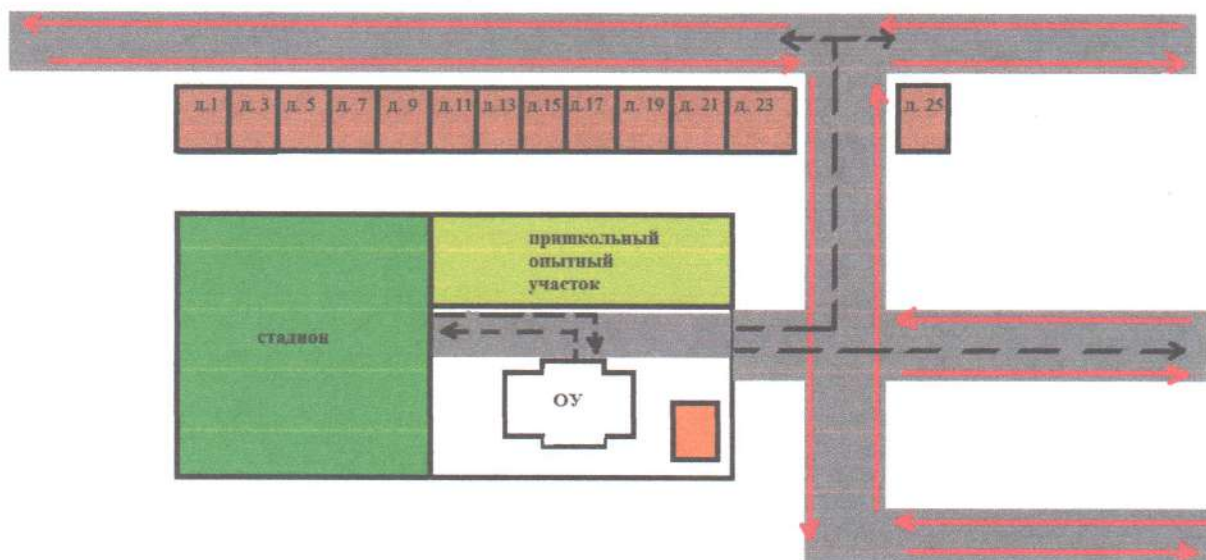 д.1 д. 3 д. 5 д. 7 д. 9 д.11 д.13 д.15 д.17 д. 19 д. 21 д. 23 д. 25
пришкольный
опытный
участок
стадион
ОУ